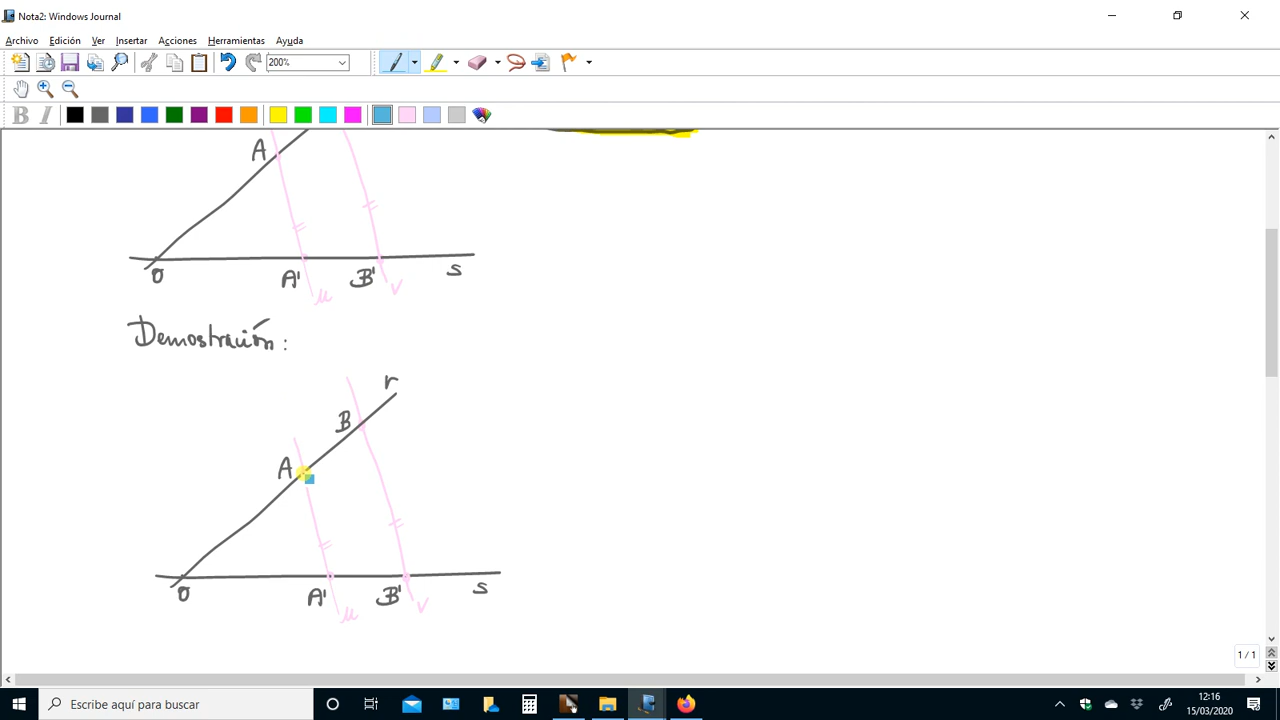 Nota2: Windows Journal
Archivo Edición Ver Insertar Acciones Herramientas Ayuda
200%
B I
A
O A' B' s
u v
Demostración:
r
B
A
O A' B' s
u v
1 / 1
Escribe aquí para buscar
12:16
15/03/2020